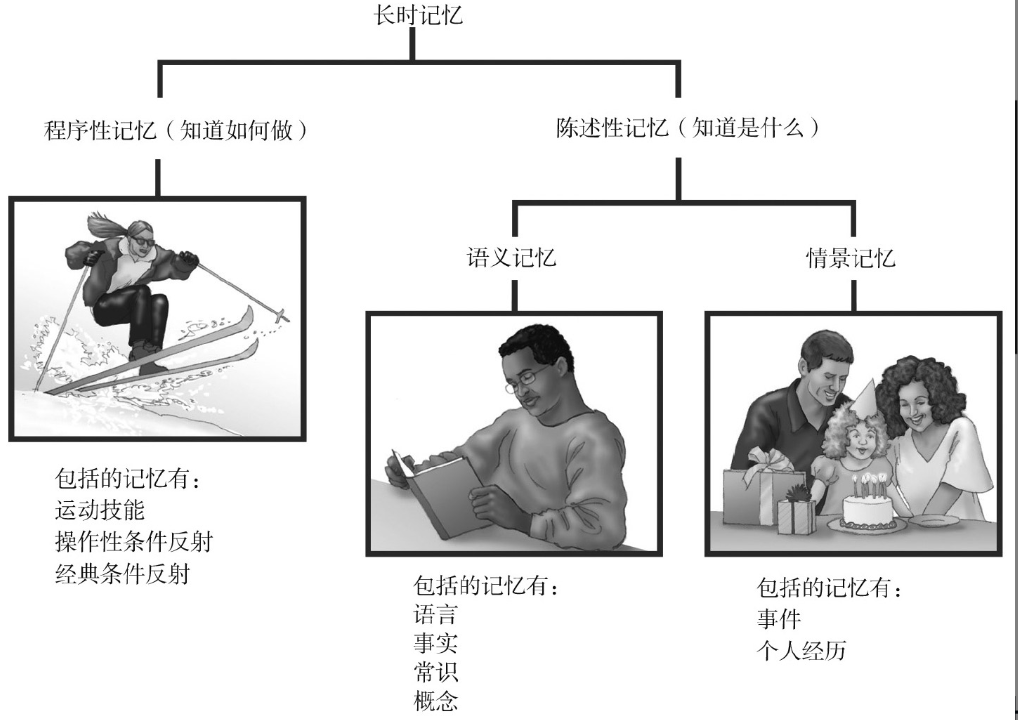 长时记忆
程序性记忆（知道如何做）
陈述性记忆（知道是什么）
语义记忆
情景记忆
包括的记忆有：
运动技能
操作性条件反射
经典条件反射
包括的记忆有：
语言
事实
常识
概念
包括的记忆有：
事件
个人经历